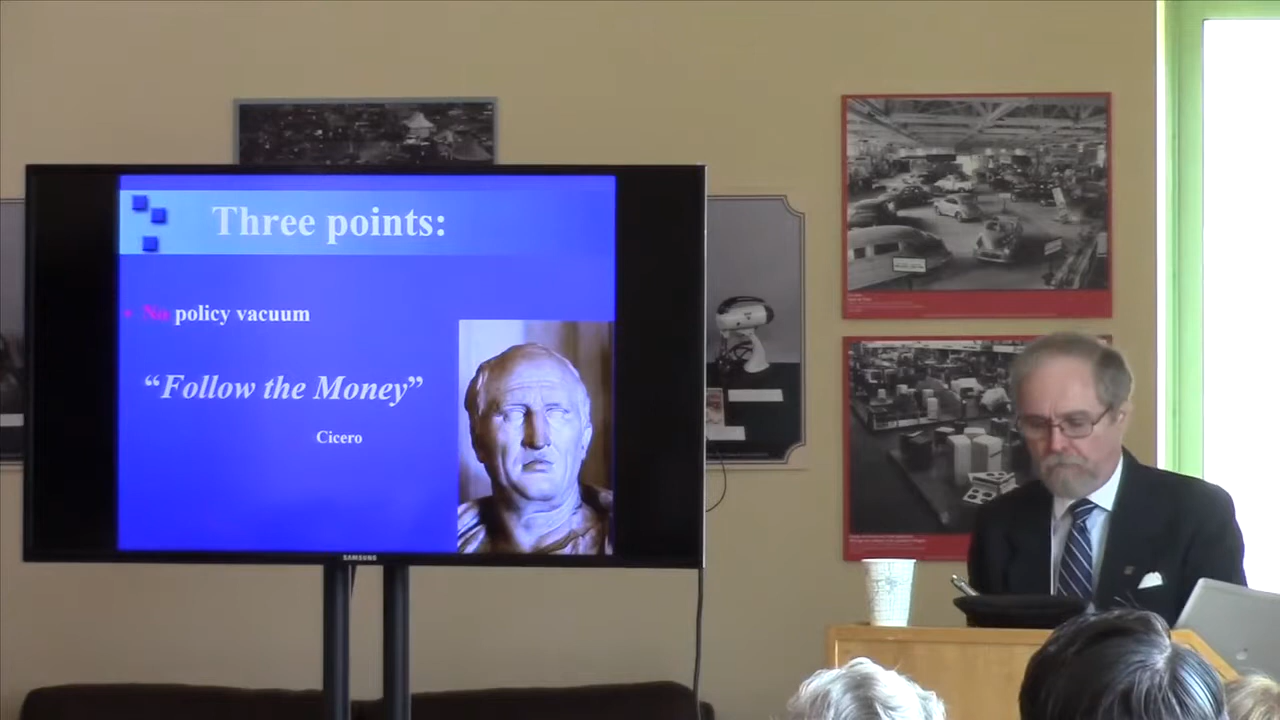 Three points:
• No policy vacuum
“Follow the Money”
Cicero
SAMSUNG